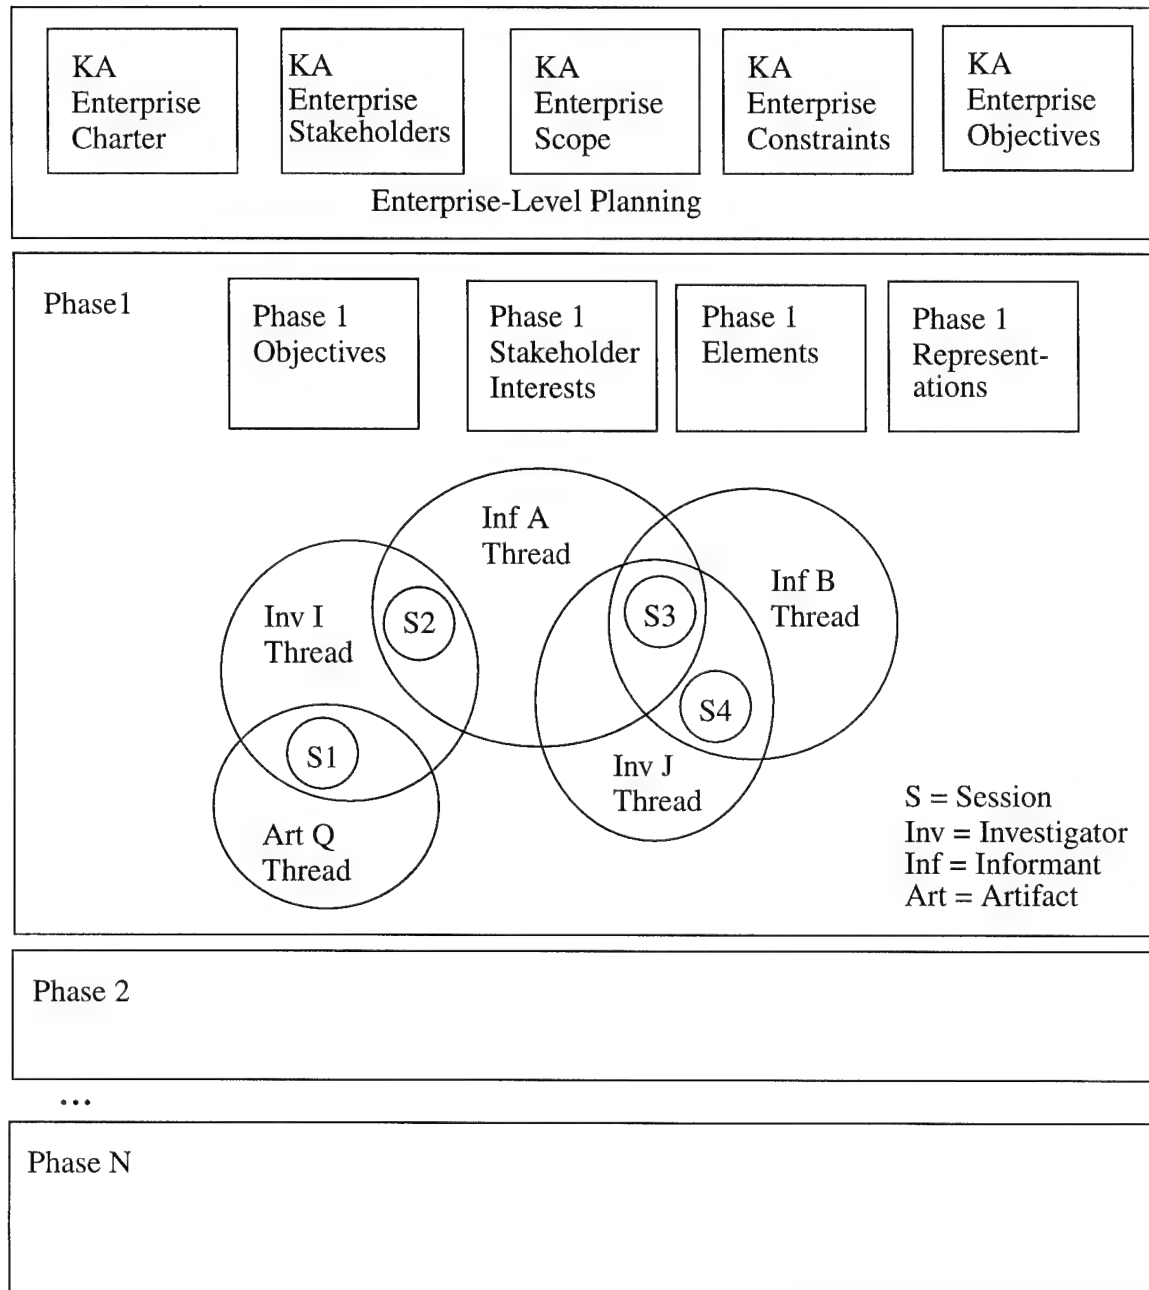 KA
Enterprise
Charter
KA
Enterprise
Stakeholders
KA
Enterprise
Scope
KA
Enterprise
Constraints
KA
Enterprise
Objectives
Enterprise-Level Planning
Phase1
Phase 1
Objectives
Phase 1
Stakeholder
Interests
Phase 1
Elements
Phase 1
Represent-
ations
Inf A
Thread
Inf B
Thread
Inv I
Thread
S2
S3
S4
S1
Inv J
Thread
Art Q
Thread
S = Session
Inv = Investigator
Inf = Informant
Art = Artifact
Phase 2
...
Phase N